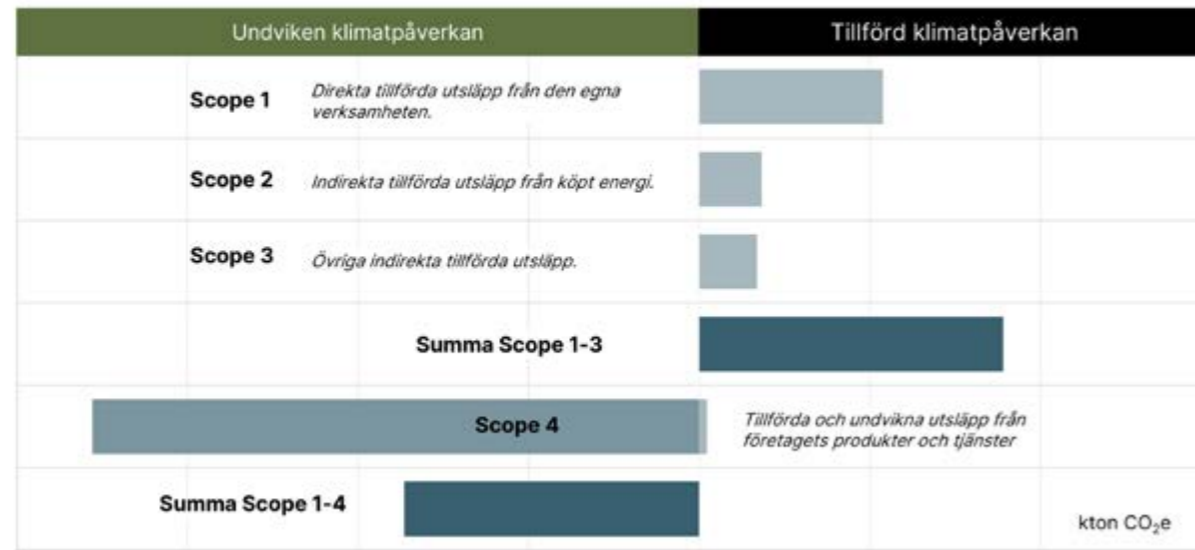 Undviken klimatpåverkan
Tillförd klimatpåverkan
Scope 1
Direkta tillförda utsläpp från den egna
verksamheten.
Scope 2
Indirekta tillförda utsläpp från köpt energi.
Scope 3
Övriga indirekta tillförda utsläpp.
Summa Scope 1-3
Scope 4
Tillförda och undvikna utsläpp från
företagets produkter och tjänster
Summa Scope 1-4
kton CO₂e